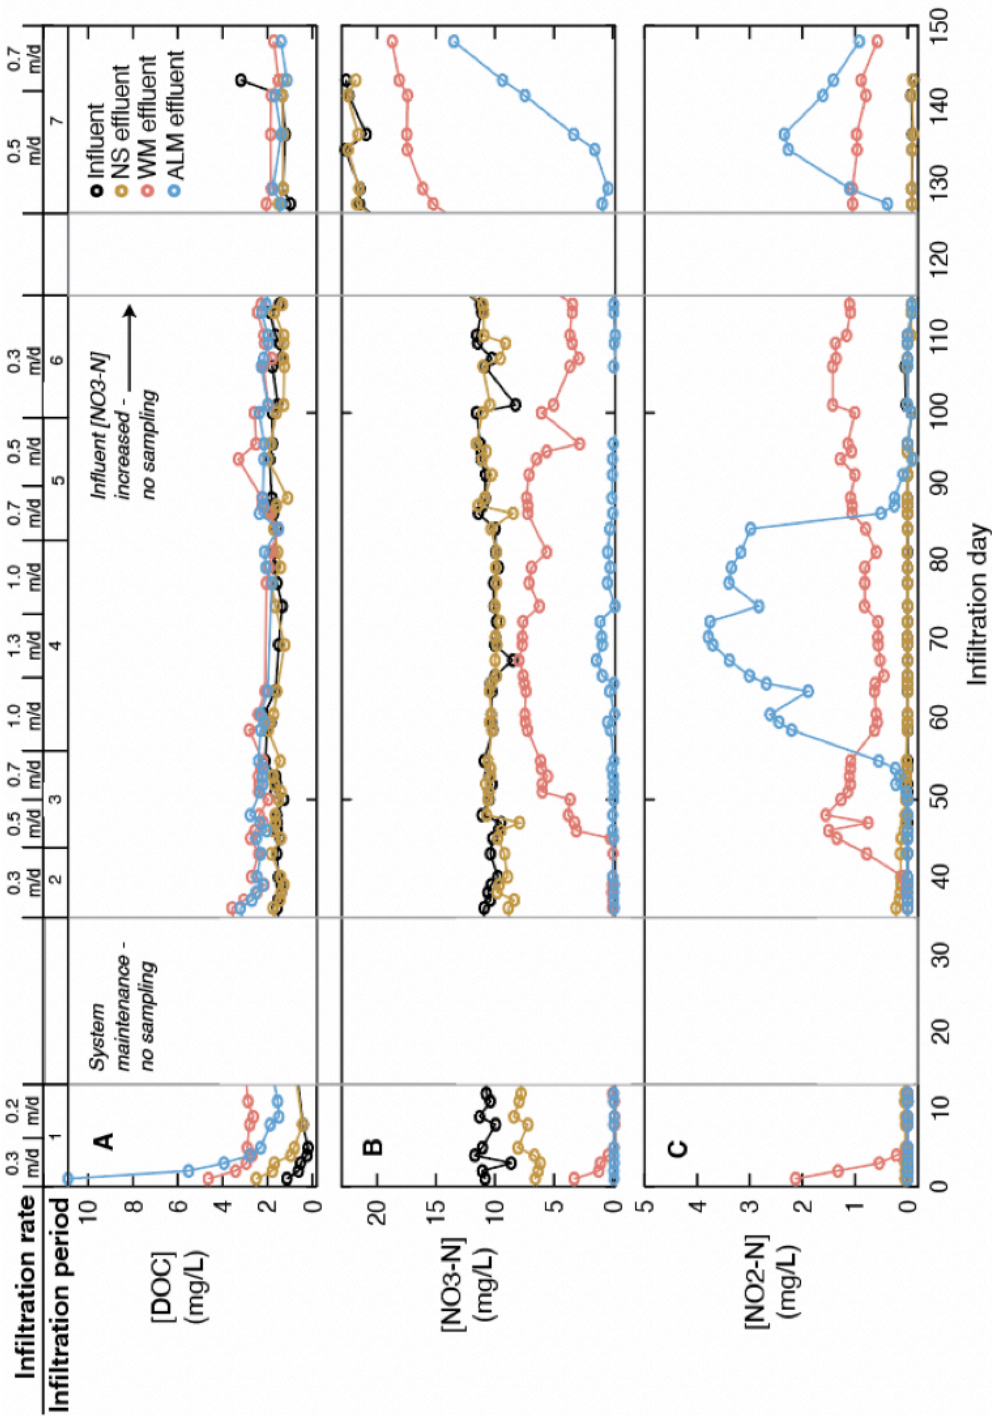 Infiltration rate
0.3 m/d
0.2 m/d
0.3 m/d
0.5 m/d
0.7 m/d
1.0 m/d
1.3 m/d
1.0 m/d
0.7 m/d
0.5 m/d
0.3 m/d
0.5 m/d
0.7 m/d
Infiltration period
1
2
3
4
5
6
7
A
System
maintenance -
no sampling
Influent [NO3-N]
increased -
no sampling
Influent
NS effluent
WM effluent
ALM effluent
[DOC]
(mg/L)
10
8
6
4
2
0
B
[NO3-N]
(mg/L)
20
15
10
5
0
C
[NO2-N]
(mg/L)
5
4
3
2
1
0
0
10
20
30
40
50
60
70
80
90
100
110
120
130
140
150
Infiltration day